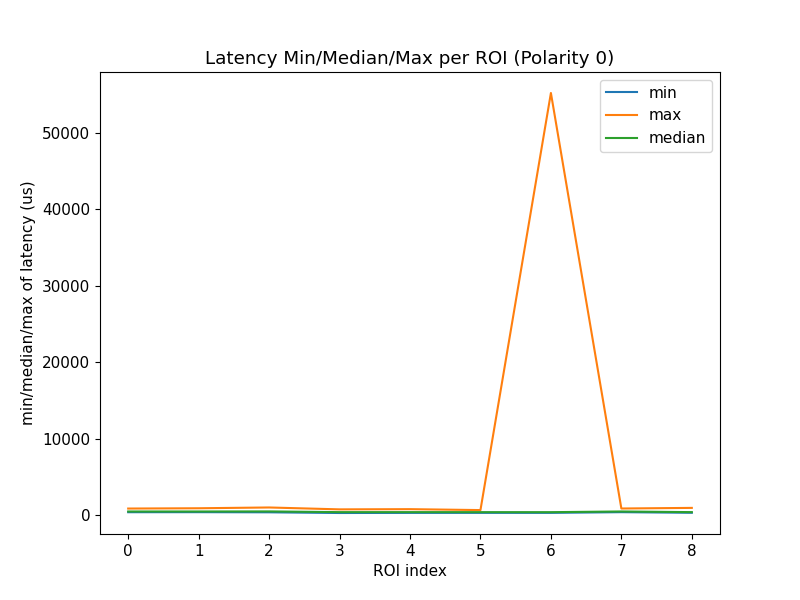 Latency Min/Median/Max per ROI (Polarity 0)
min
max
median
min/median/max of latency (us)
50000
40000
30000
20000
10000
0
0 1 2 3 4 5 6 7 8
ROI index